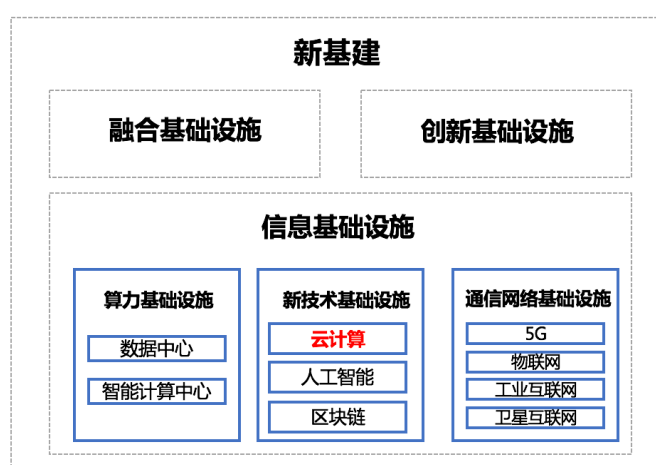 新基建
融合基础设施
创新基础设施
信息基础设施
算力基础设施
数据中心
智能计算中心
新技术基础设施
云计算
人工智能
区块链
通信网络基础设施
5G
物联网
工业互联网
卫星互联网